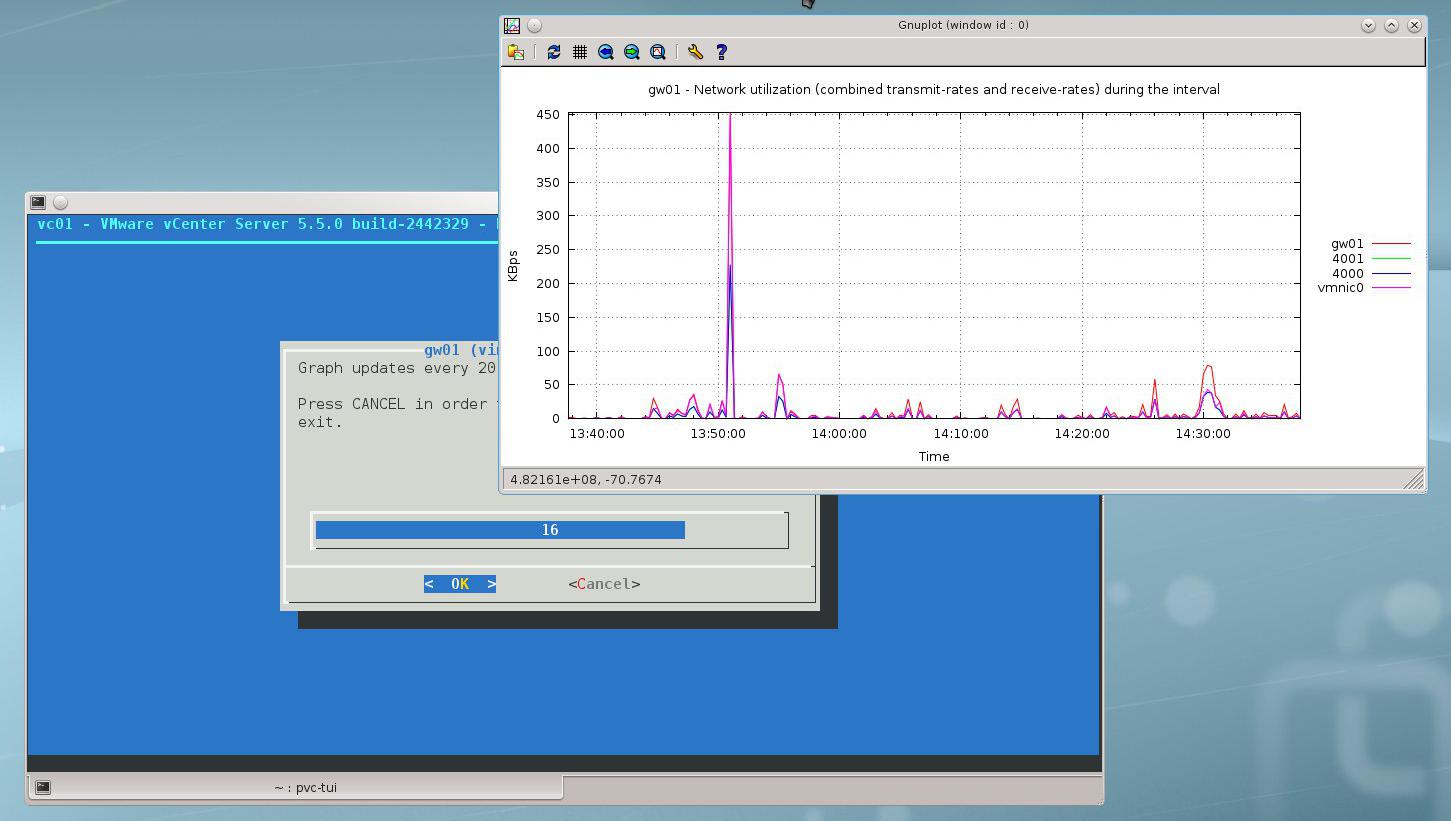 Gnuplot (window id : 0)
gw01 - Network utilization (combined transmit-rates and receive-rates) during the interval
450
400
350
300
250
200
150
100
50
0
KBps
13:40:00 13:50:00 14:00:00 14:10:00 14:20:00 14:30:00
Time
gw01
4001
4000
vmnic0
4.82161e+08, -70.7674
vc01 - VMware vCenter Server 5.5.0 build-2442329 -
gw01 (vi
Graph updates every 20
Press CANCEL in order
exit.
16
< OK > <Cancel>
~ : pvc-tui